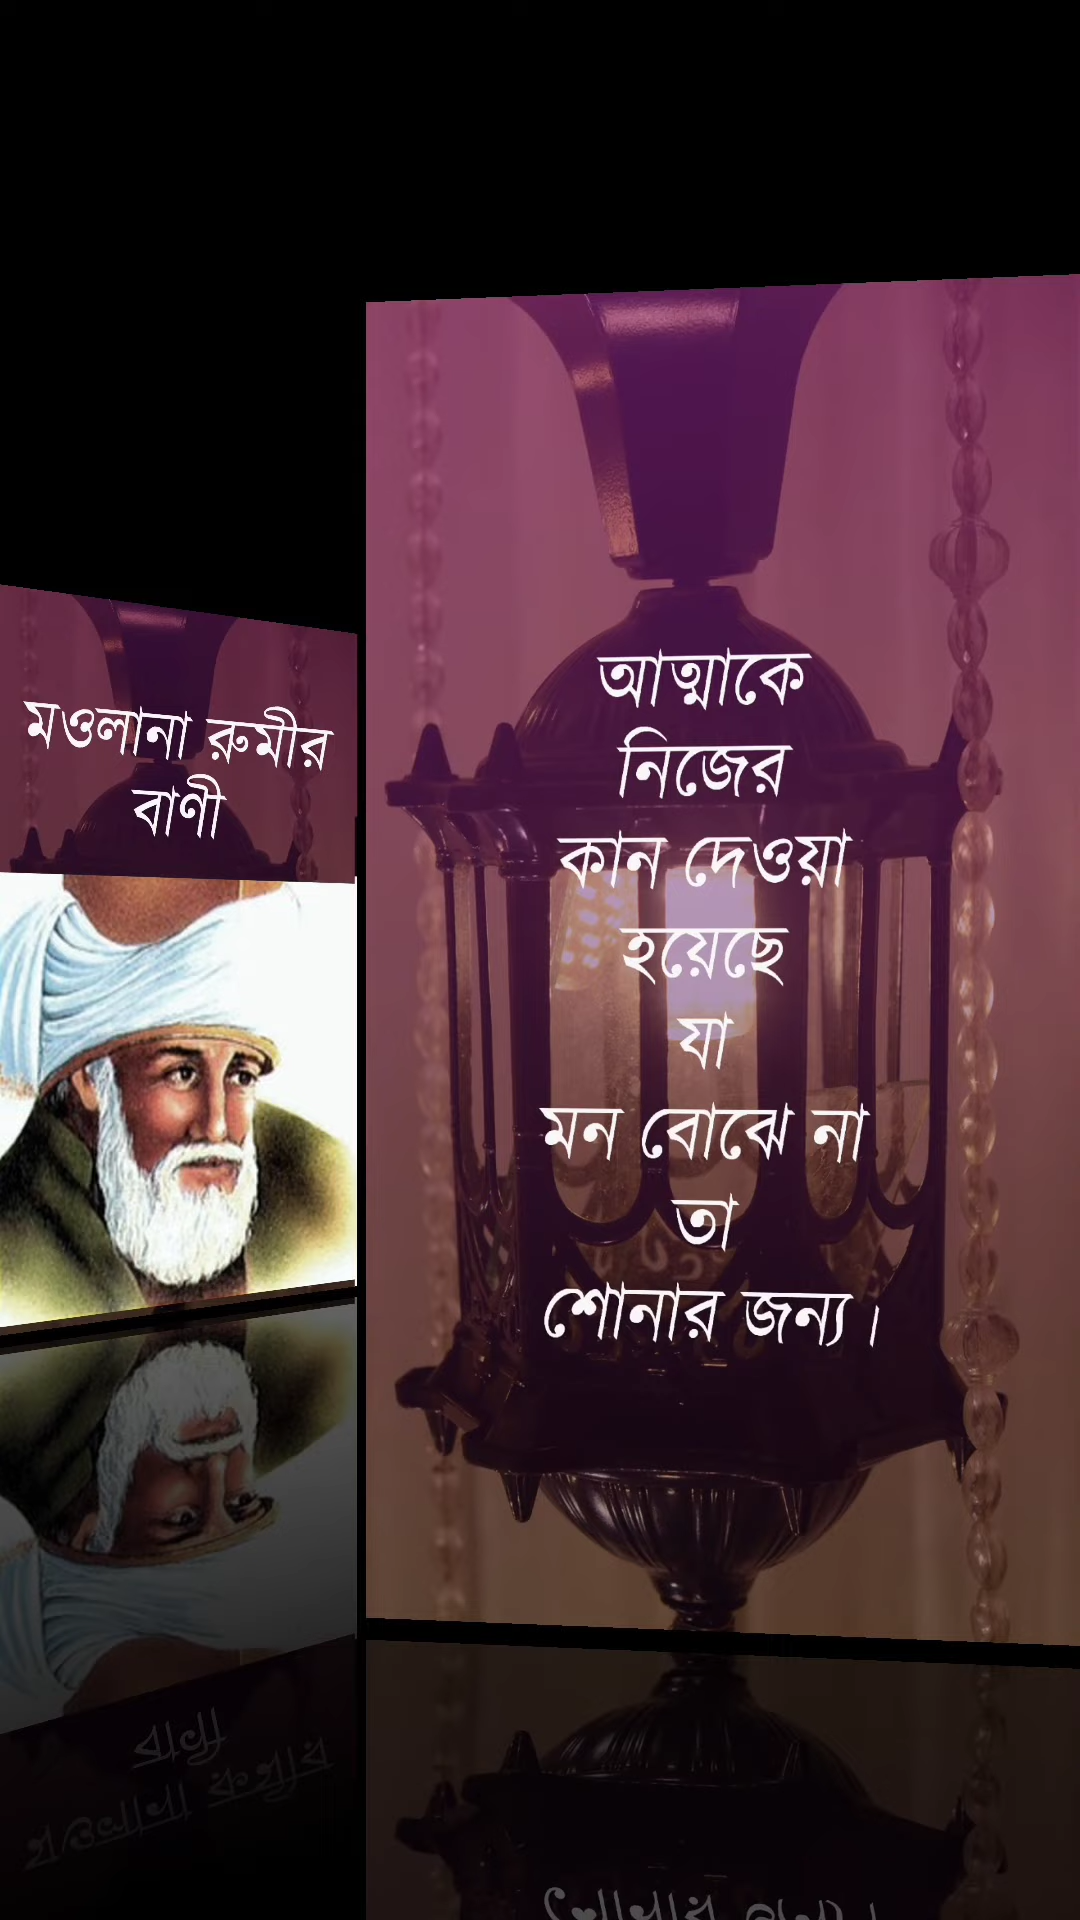 মওলানা রুমীর
বাণী
আত্মাকে
নিজের
কান দেওয়া
হয়েছে
যা
মন বোঝে না
তা
শোনার জন্য।